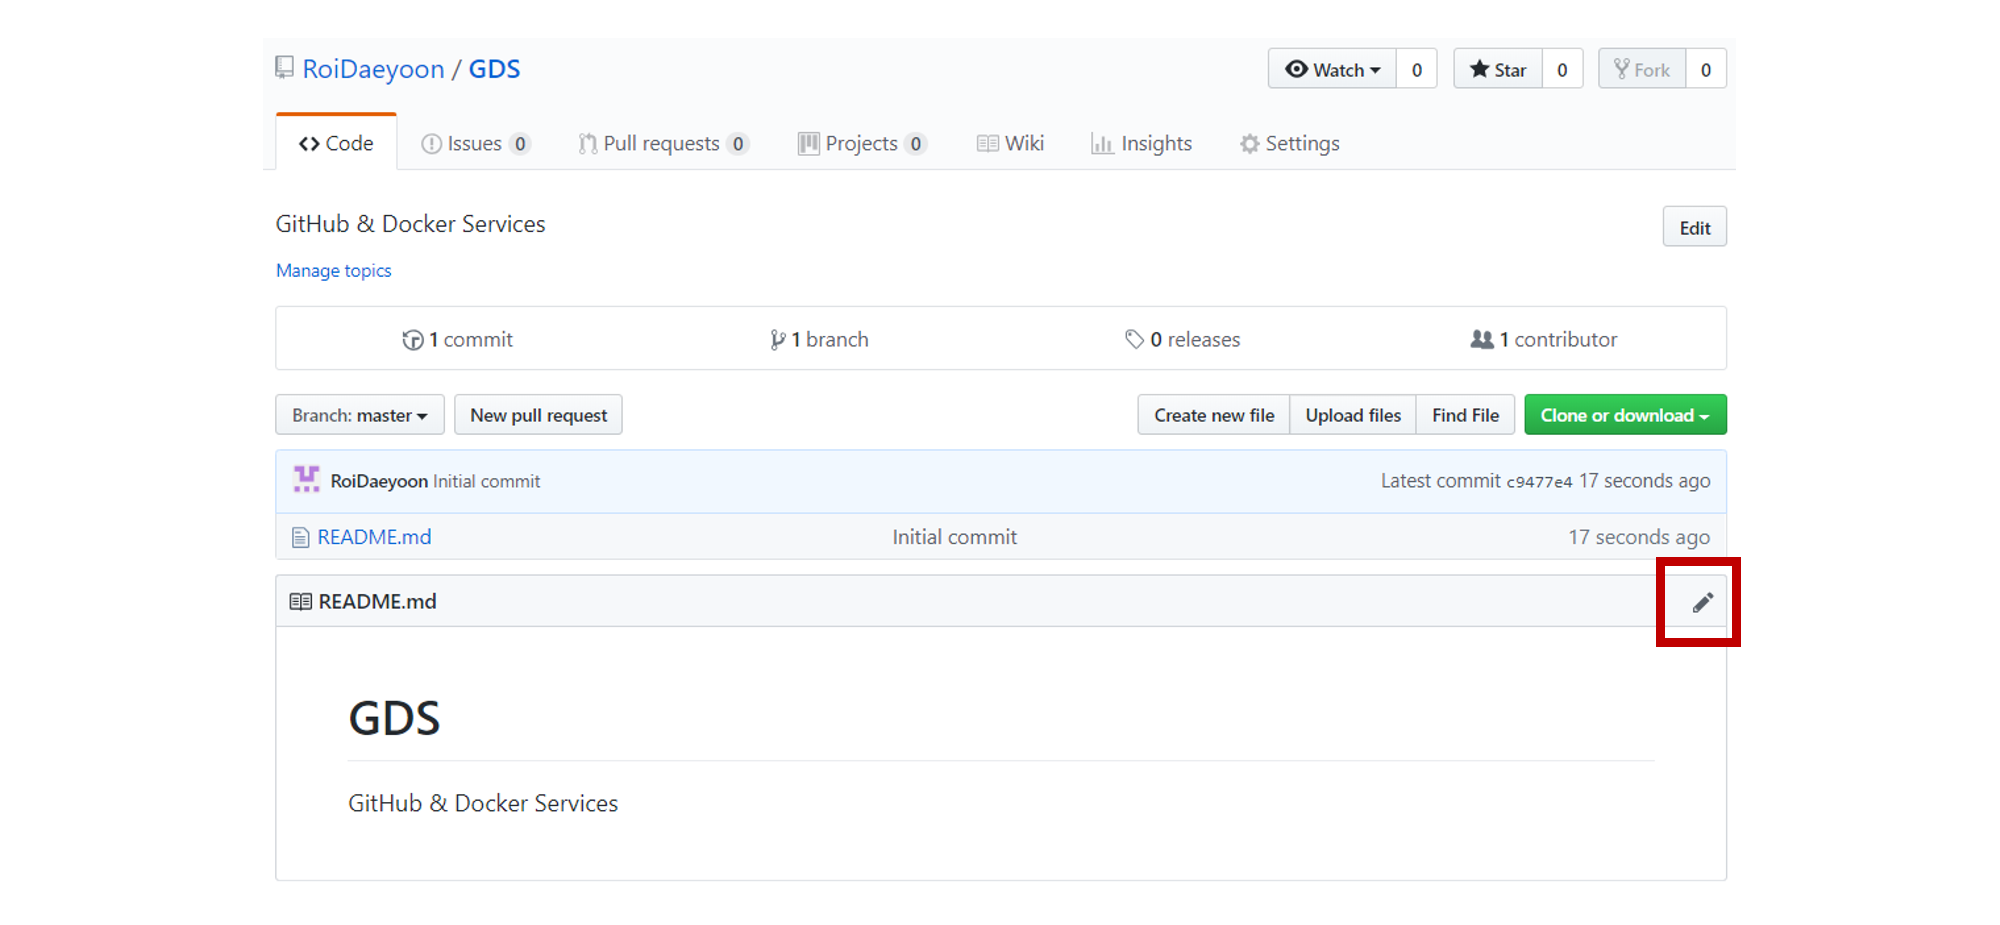 RoiDaeyoon / GDS
Watch 0 Star 0 Fork 0
Code Issues 0 Pull requests 0 Projects 0 Wiki Insights Settings
GitHub & Docker Services
Edit
Manage topics
1 commit 1 branch 0 releases 1 contributor
Branch: master New pull request Create new file Upload files Find File Clone or download
RoiDaeyoon Initial commit Latest commit c9477e4 17 seconds ago
README.md Initial commit 17 seconds ago
README.md
GDS
GitHub & Docker Services